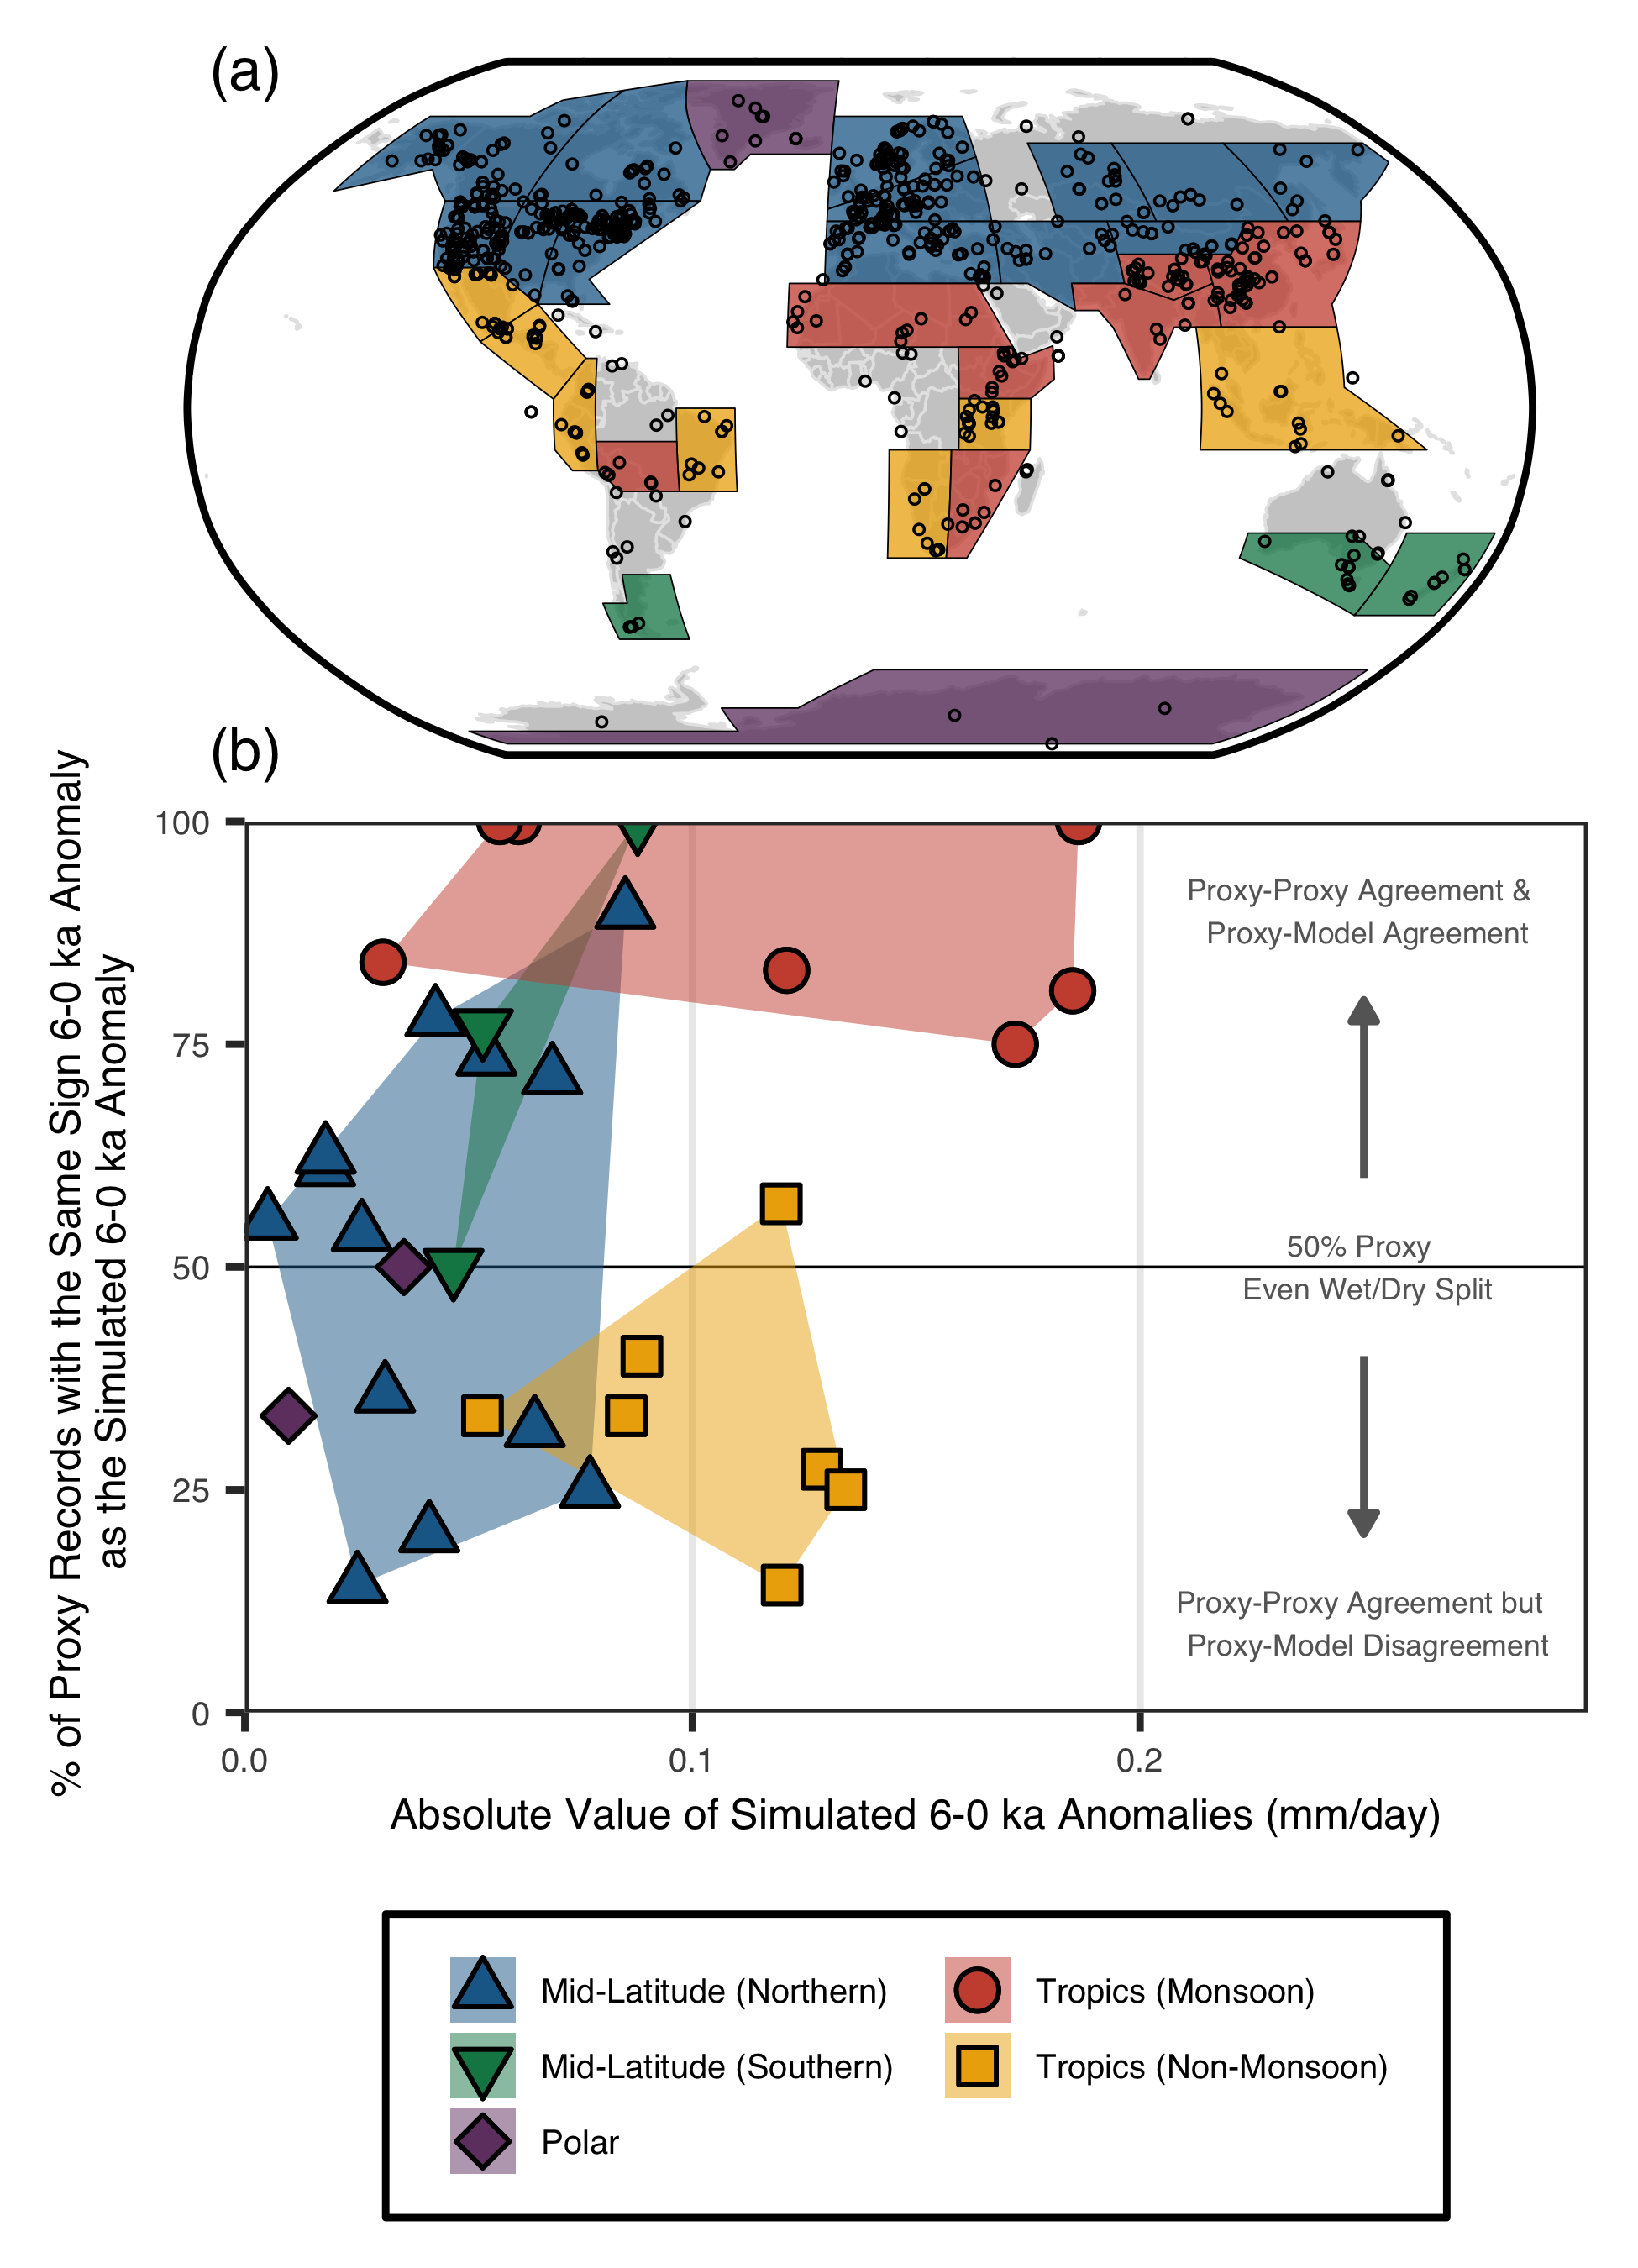 (a)
(b)
% of Proxy Records with the Same Sign 6-0 ka Anomaly
as the Simulated 6-0 ka Anomaly
100
75
50
25
0
Proxy-Proxy Agreement &
Proxy-Model Agreement
50% Proxy
Even Wet/Dry Split
Proxy-Proxy Agreement but
Proxy-Model Disagreement
0.0
0.1
0.2
Absolute Value of Simulated 6-0 ka Anomalies (mm/day)
Mid-Latitude (Northern)
Tropics (Monsoon)
Mid-Latitude (Southern)
Tropics (Non-Monsoon)
Polar